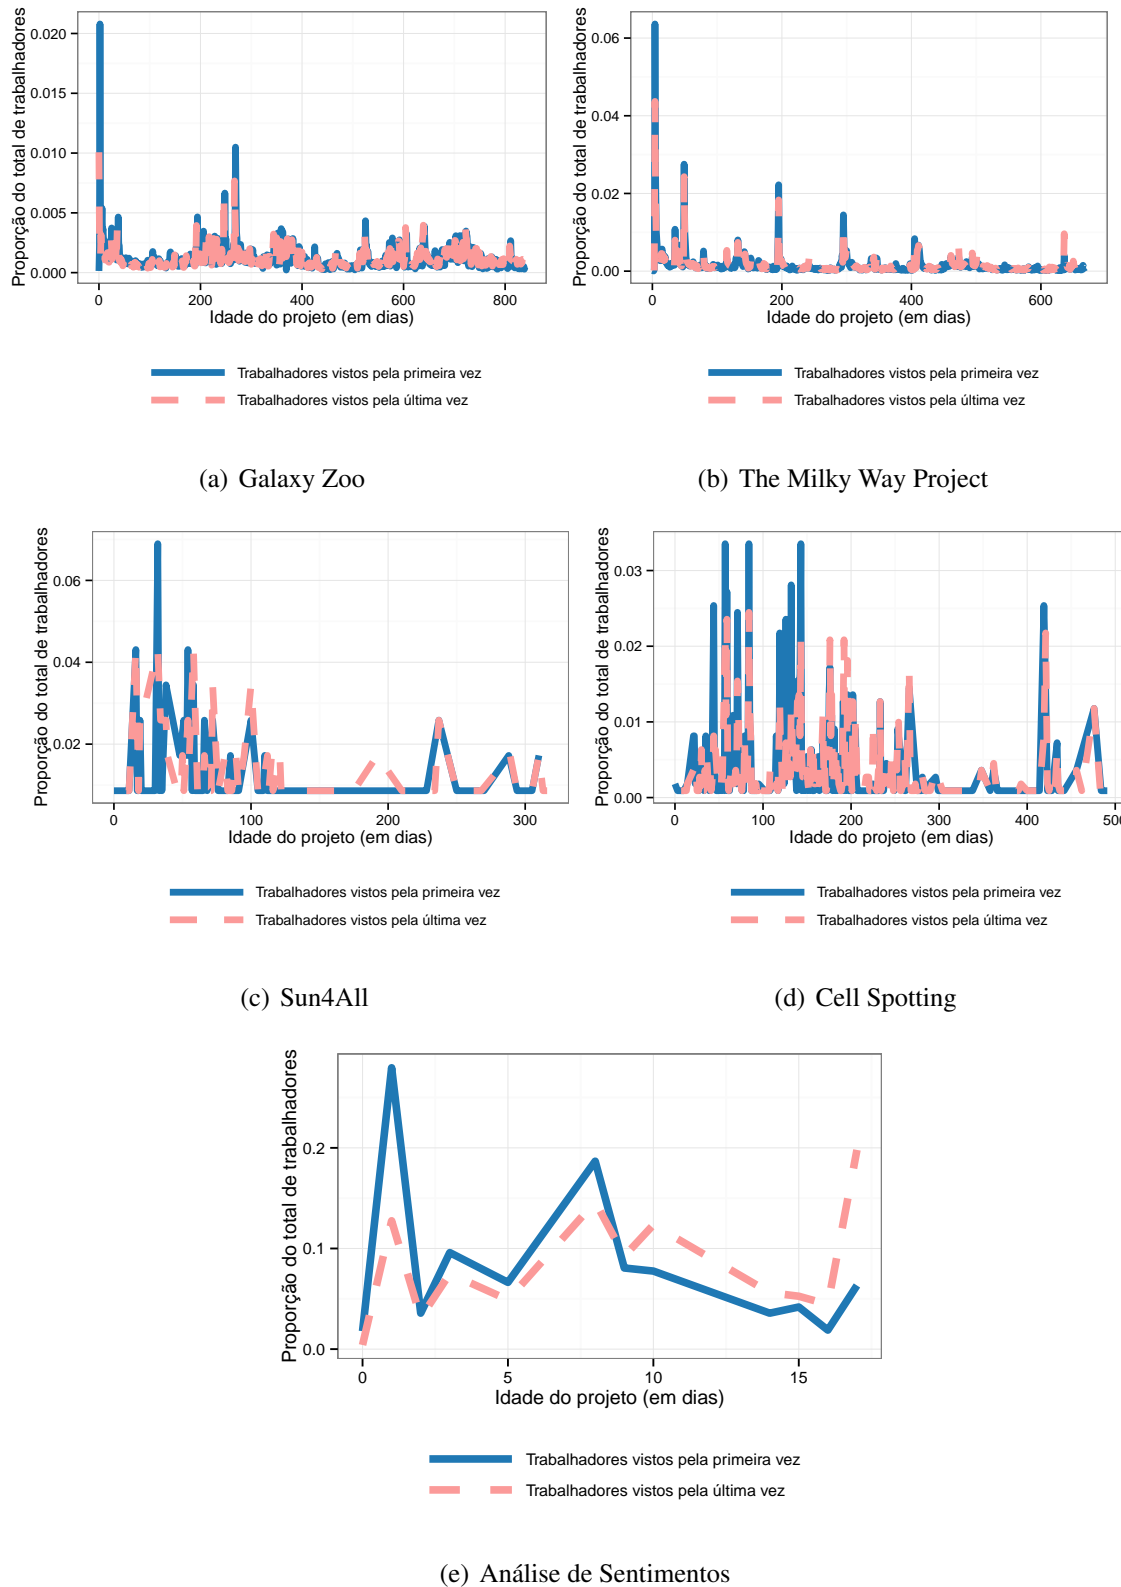 Proporção do total de trabalhadores
0.020
0.015
0.010
0.005
0.000
0 200 400 600 800
Idade do projeto (em dias)
Trabalhadores vistos pela primeira vez
Trabalhadores vistos pela última vez
(a) Galaxy Zoo
Proporção do total de trabalhadores
0.06
0.04
0.02
0.00
0 200 400 600
Idade do projeto (em dias)
Trabalhadores vistos pela primeira vez
Trabalhadores vistos pela última vez
(b) The Milky Way Project
Proporção do total de trabalhadores
0.06
0.04
0.02
0 100 200 300
Idade do projeto (em dias)
Trabalhadores vistos pela primeira vez
Trabalhadores vistos pela última vez
(c) Sun4All
Proporção do total de trabalhadores
0.03
0.02
0.01
0.00
0 100 200 300 400 500
Idade do projeto (em dias)
Trabalhadores vistos pela primeira vez
Trabalhadores vistos pela última vez
(d) Cell Spotting
Proporção do total de trabalhadores
0.2
0.1
0.0
0 5 10 15
Idade do projeto (em dias)
Trabalhadores vistos pela primeira vez
Trabalhadores vistos pela última vez
(e) Análise de Sentimentos